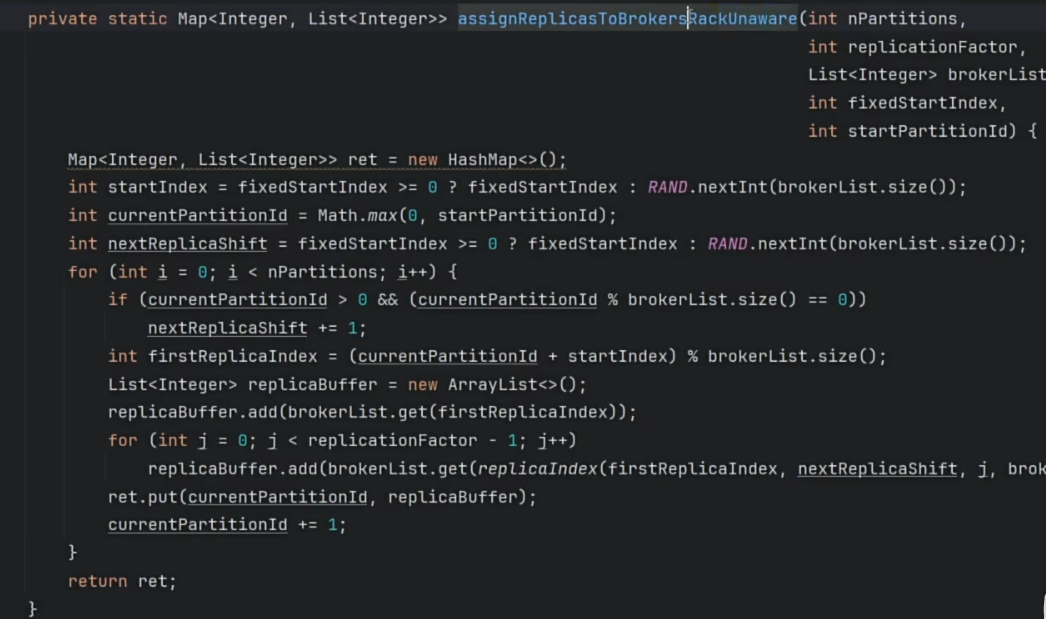 private static Map<Integer, List<Integer>> assignReplicasToBrokersRackUnaware(int nPartitions,
int replicationFactor,
List<Integer> brokerList
int fixedStartIndex,
int startPartitionId) {
Map<Integer, List<Integer>> ret = new HashMap<>();
int startIndex = fixedStartIndex >= 0 ? fixedStartIndex : RAND.nextInt(brokerList.size());
int currentPartitionId = Math.max(0, startPartitionId);
int nextReplicaShift = fixedStartIndex >= 0 ? fixedStartIndex : RAND.nextInt(brokerList.size());
for (int i = 0; i < nPartitions; i++) {
if (currentPartitionId > 0 && (currentPartitionId % brokerList.size() == 0))
nextReplicaShift += 1;
int firstReplicaIndex = (currentPartitionId + startIndex) % brokerList.size();
List<Integer> replicaBuffer = new ArrayList<>();
replicaBuffer.add(brokerList.get(firstReplicaIndex));
for (int j = 0; j < replicationFactor - 1; j++)
replicaBuffer.add(brokerList.get(replicaIndex(firstReplicaIndex, nextReplicaShift, j, brok
ret.put(currentPartitionId, replicaBuffer);
currentPartitionId += 1;
}
return ret;
}